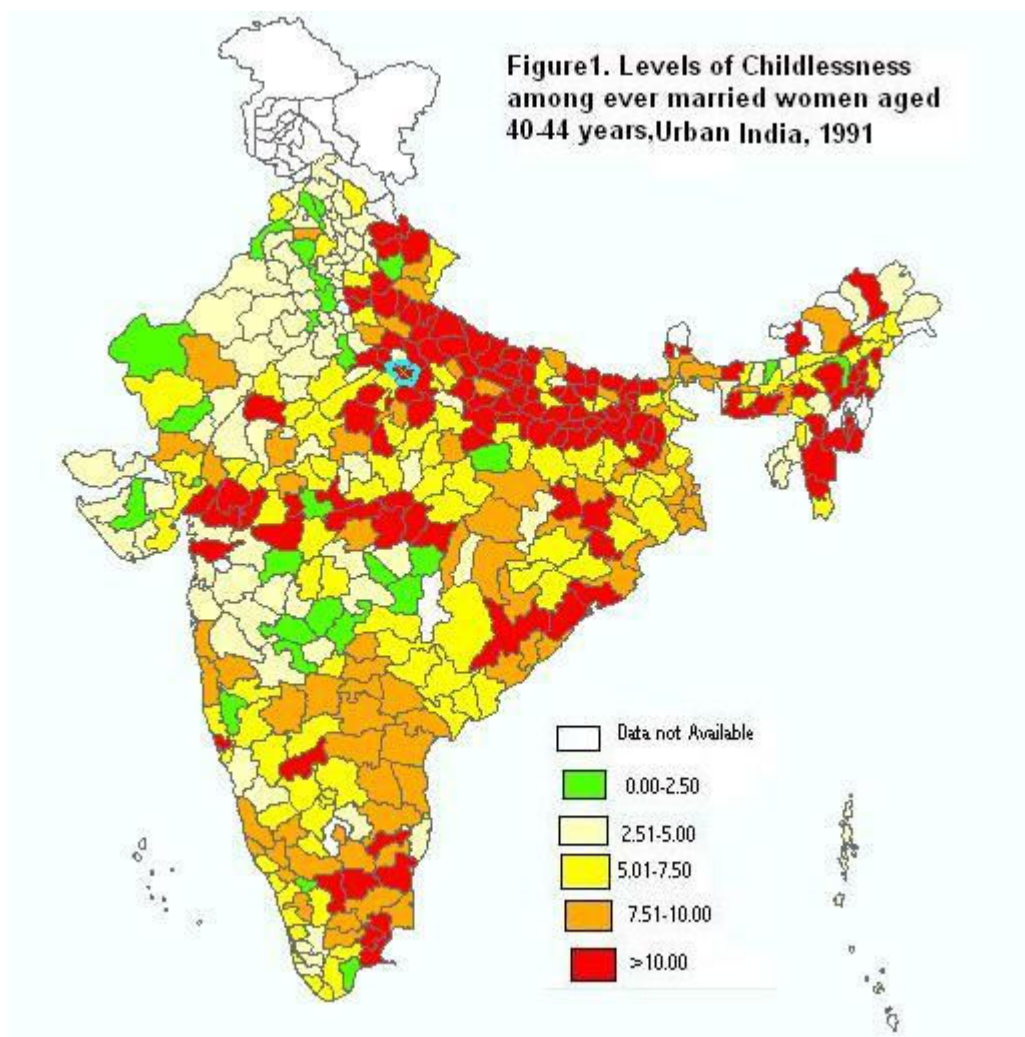 Figure1. Levels of Childlessness
among ever married women aged
40-44 years,Urban India, 1991
Data not Available
0.00-2.50
2.51-5.00
5.01-7.50
7.51-10.00
>10.00